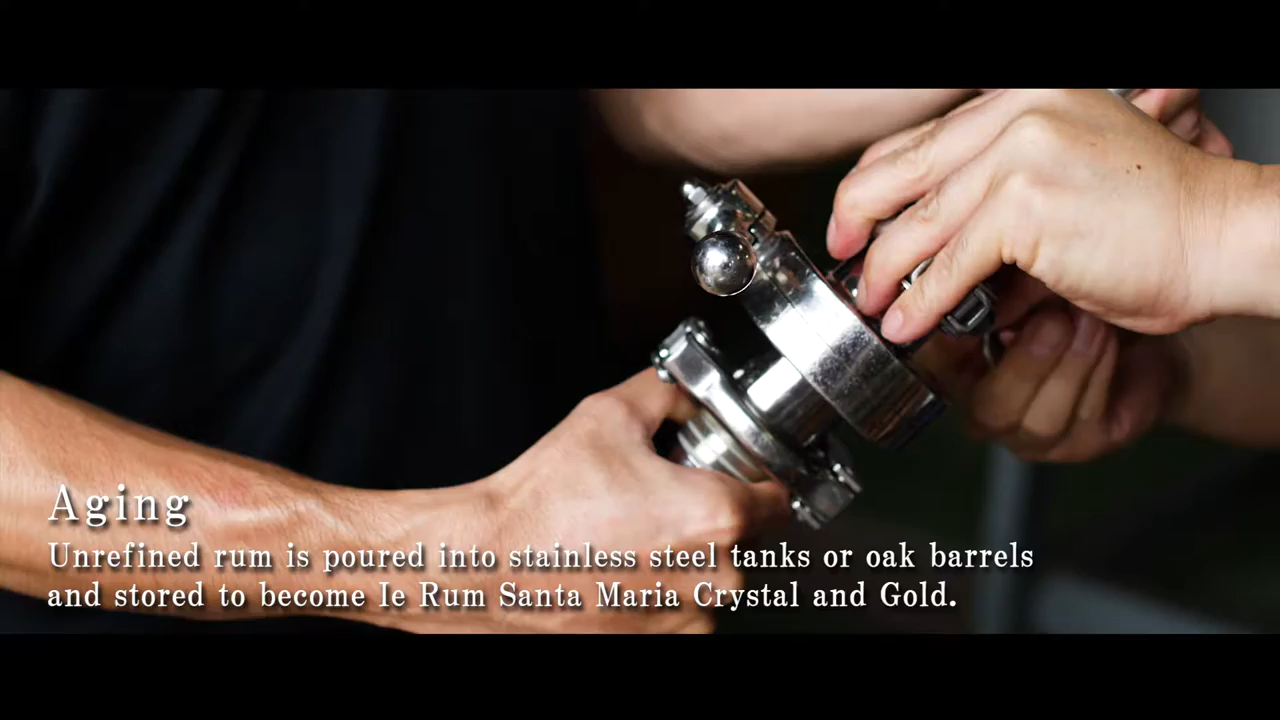 Aging
Unrefined rum is poured into stainless steel tanks or oak barrels
and stored to become Ie Rum Santa Maria Crystal and Gold.